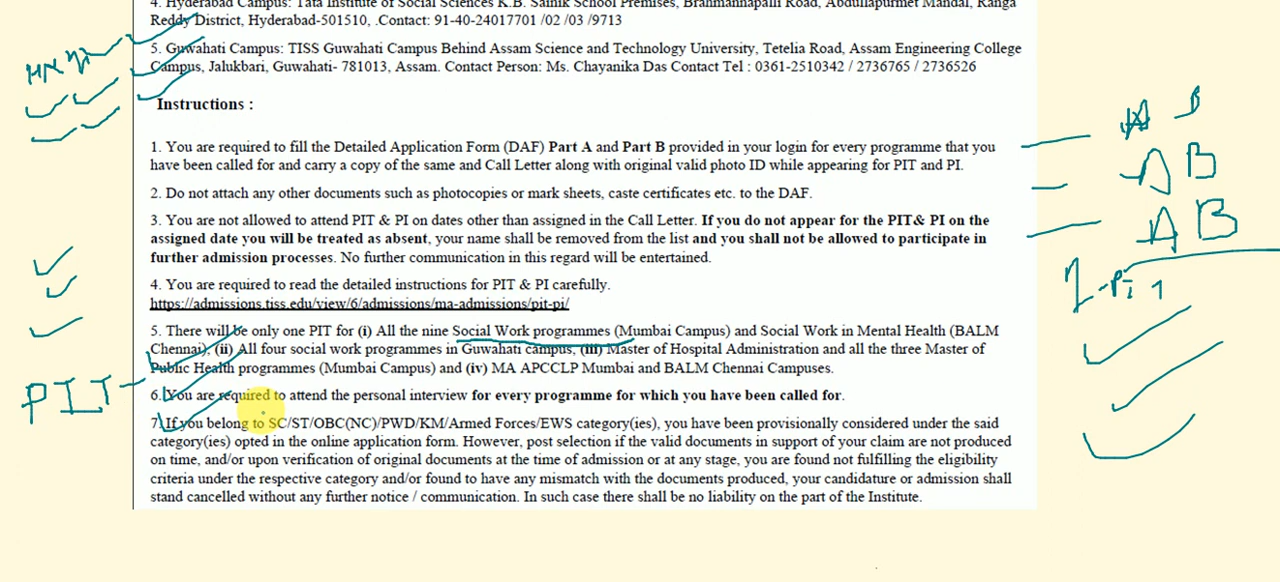 4. Hyderabad Campus: Tata Institute of Social Sciences K.B. Sainik School Premises, Brahmannapalli Road, Abdullapurmet Mandal, Ranga
Reddy District, Hyderabad-501510, .Contact: 91-40-24017701 /02 /03 /9713
5. Guwahati Campus: TISS Guwahati Campus Behind Assam Science and Technology University, Tetelia Road, Assam Engineering College
Campus, Jalukbari, Guwahati- 781013, Assam. Contact Person: Ms. Chayanika Das Contact Tel : 0361-2510342 / 2736765 / 2736526
Instructions :
A B
1. You are required to fill the Detailed Application Form (DAF) Part A and Part B provided in your login for every programme that you
have been called for and carry a copy of the same and Call Letter along with original valid photo ID while appearing for PIT and PI.
A B
2. Do not attach any other documents such as photocopies or mark sheets, caste certificates etc. to the DAF.
3. You are not allowed to attend PIT & PI on dates other than assigned in the Call Letter. If you do not appear for the PIT& PI on the
assigned date you will be treated as absent, your name shall be removed from the list and you shall not be allowed to participate in
further admission processes. No further communication in this regard will be entertained.
A B
4. You are required to read the detailed instructions for PIT & PI carefully.
https://admissions.tiss.edu/view/6/admissions/ma-admissions/pit-pi/
5. There will be only one PIT for (i) All the nine Social Work programmes (Mumbai Campus) and Social Work in Mental Health (BALM
Chennai), (ii) All four social work programmes in Guwahati campus, (iii) Master of Hospital Administration and all the three Master of
Public Health programmes (Mumbai Campus) and (iv) MA APCCLP Mumbai and BALM Chennai Campuses.
PIT
6. You are required to attend the personal interview for every programme for which you have been called for.
7. If you belong to SC/ST/OBC(NC)/PWD/KM/Armed Forces/EWS category(ies), you have been provisionally considered under the said
category(ies) opted in the online application form. However, post selection if the valid documents in support of your claim are not produced
on time, and/or upon verification of original documents at the time of admission or at any stage, you are found not fulfilling the eligibility
criteria under the respective category and/or found to have any mismatch with the documents produced, your candidature or admission shall
stand cancelled without any further notice / communication. In such case there shall be no liability on the part of the Institute.